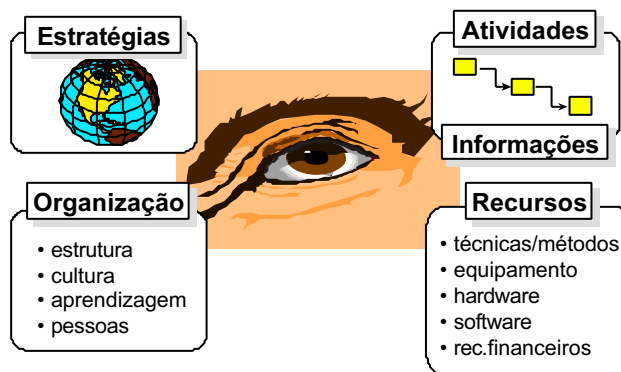 Estratégias
Atividades
Informações
Organização
• estrutura
• cultura
• aprendizagem
• pessoas
Recursos
• técnicas/métodos
• equipamento
• hardware
• software
• rec.financeiros